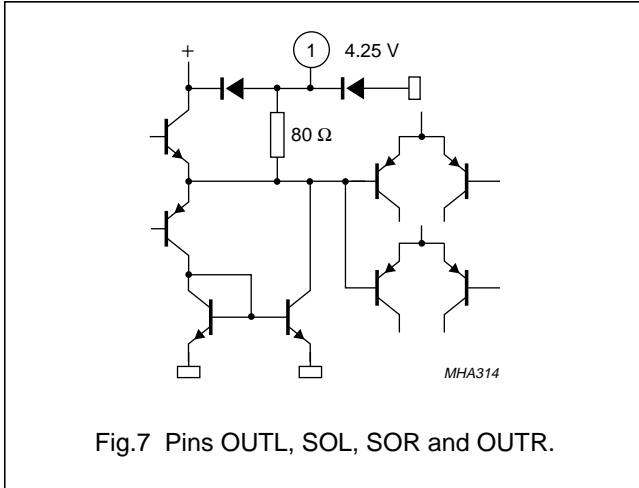 + 1 4.25 V
80 Ω
MHA314
Fig.7 Pins OUTL, SOL, SOR and OUTR.